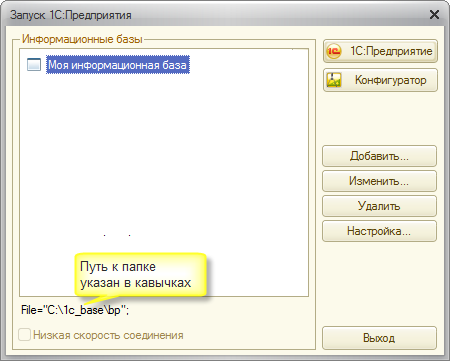 Запуск 1С:Предприятия
Информационные базы
Моя информационная база
1С:Предприятие
Конфигуратор
Добавить...
Изменить...
Удалить
Настройка...
Путь к папке
указан в кавычках
File="C:\1c_base\bp";
Низкая скорость соединения
Выход